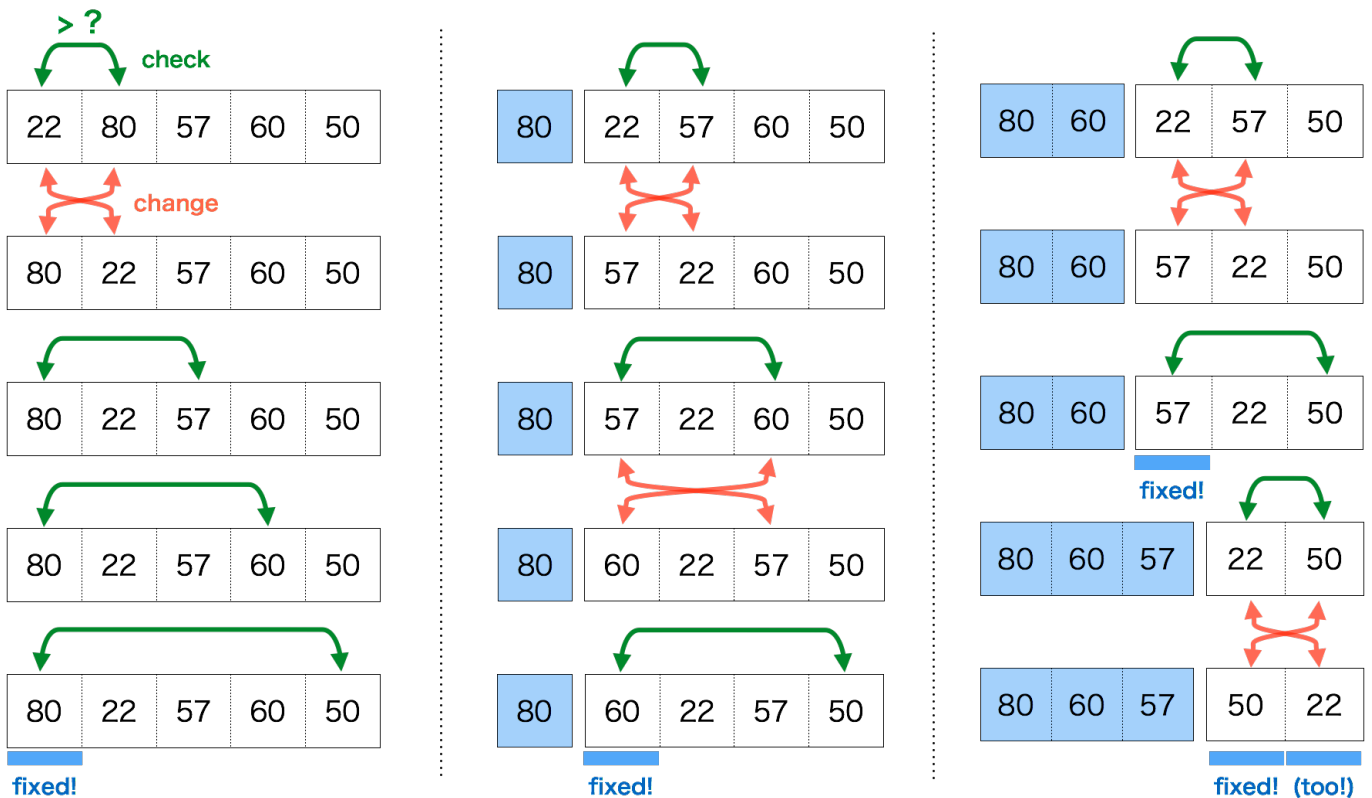 > ?
check
22 80 57 60 50
change
80 22 57 60 50
80 22 57 60 50
80 22 57 60 50
80 22 57 60 50
fixed!
80 22 57 60 50
80 57 22 60 50
80 57 22 60 50
80 60 22 57 50
80 60 22 57 50
fixed!
80 60 22 57 50
80 60 57 22 50
80 60 57 22 50
fixed!
80 60 57 22 50
80 60 57 50 22
fixed! (too!)